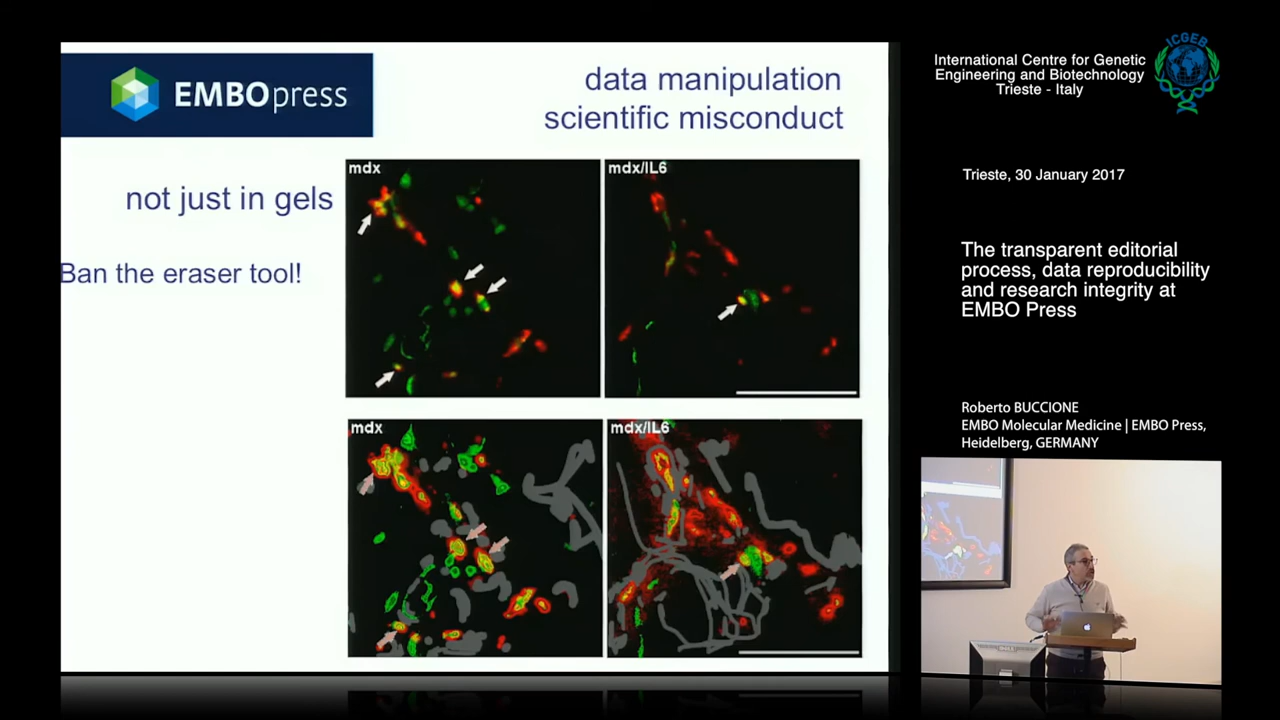 EMBOpress
data manipulation
scientific misconduct
not just in gels
Ban the eraser tool!
mdx
mdx/IL6
mdx
mdx/IL6
International Centre for Genetic
Engineering and Biotechnology
Trieste - Italy
ICGEB
Trieste, 30 January 2017
The transparent editorial
process, data reproducibility
and research integrity at
EMBO Press
Roberto BUCCIONE
EMBO Molecular Medicine | EMBO Press,
Heidelberg, GERMANY